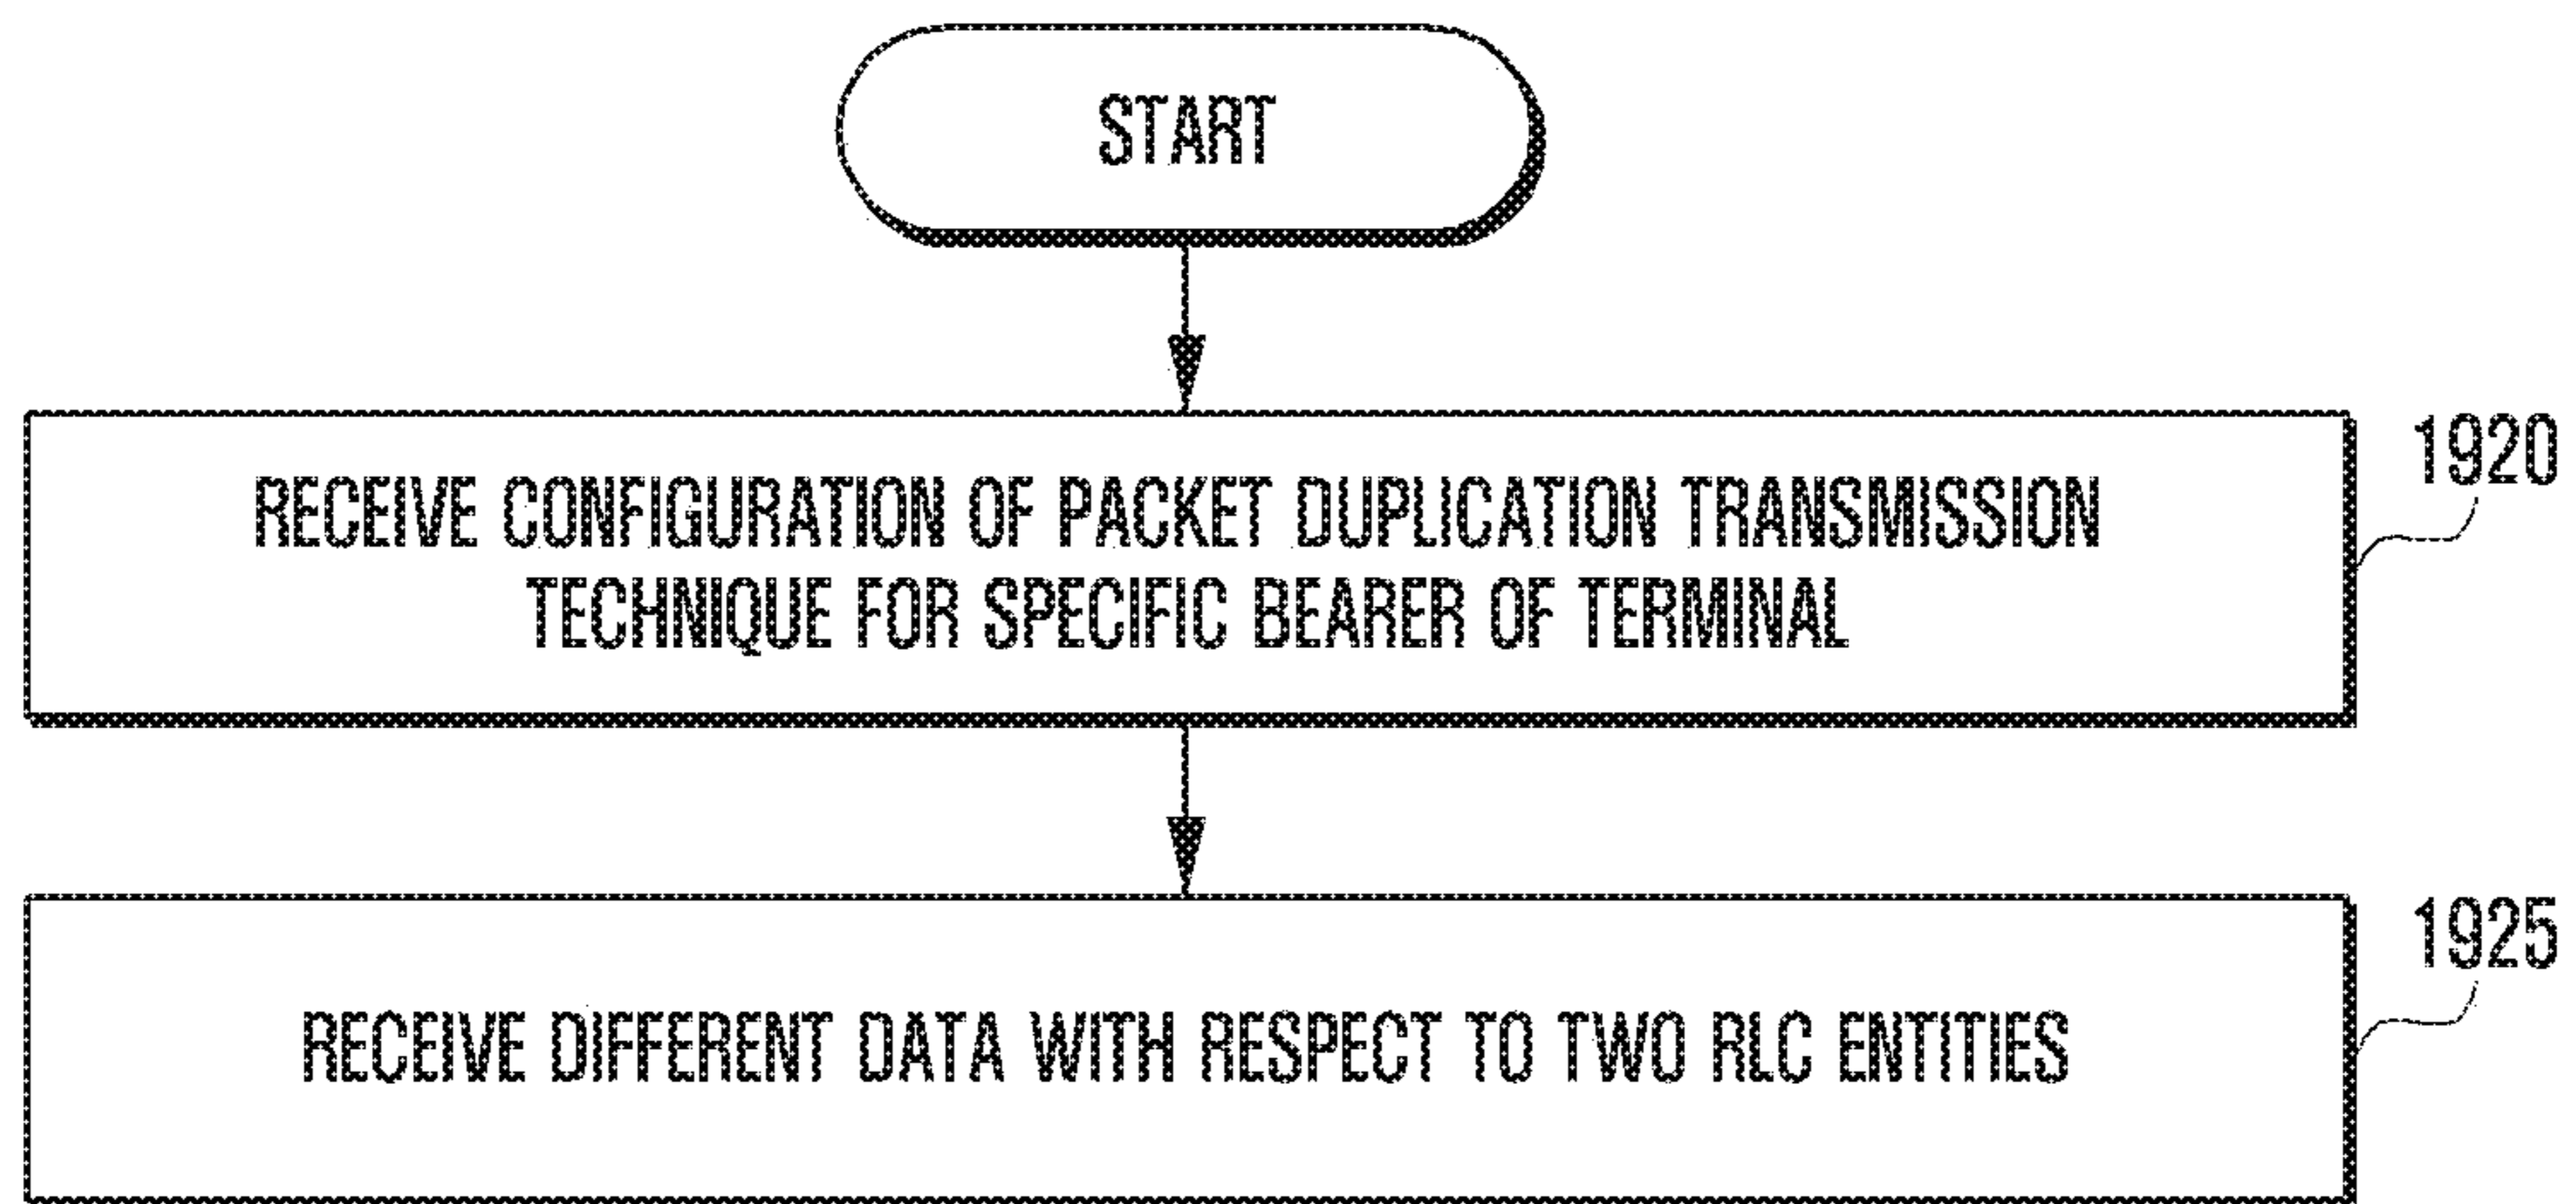 START
RECEIVE CONFIGURATION OF PACKET DUPLICATION TRANSMISSION
TECHNIQUE FOR SPECIFIC BEARER OF TERMINAL
1920
RECEIVE DIFFERENT DATA WITH RESPECT TO TWO RLC ENTITIES
1925